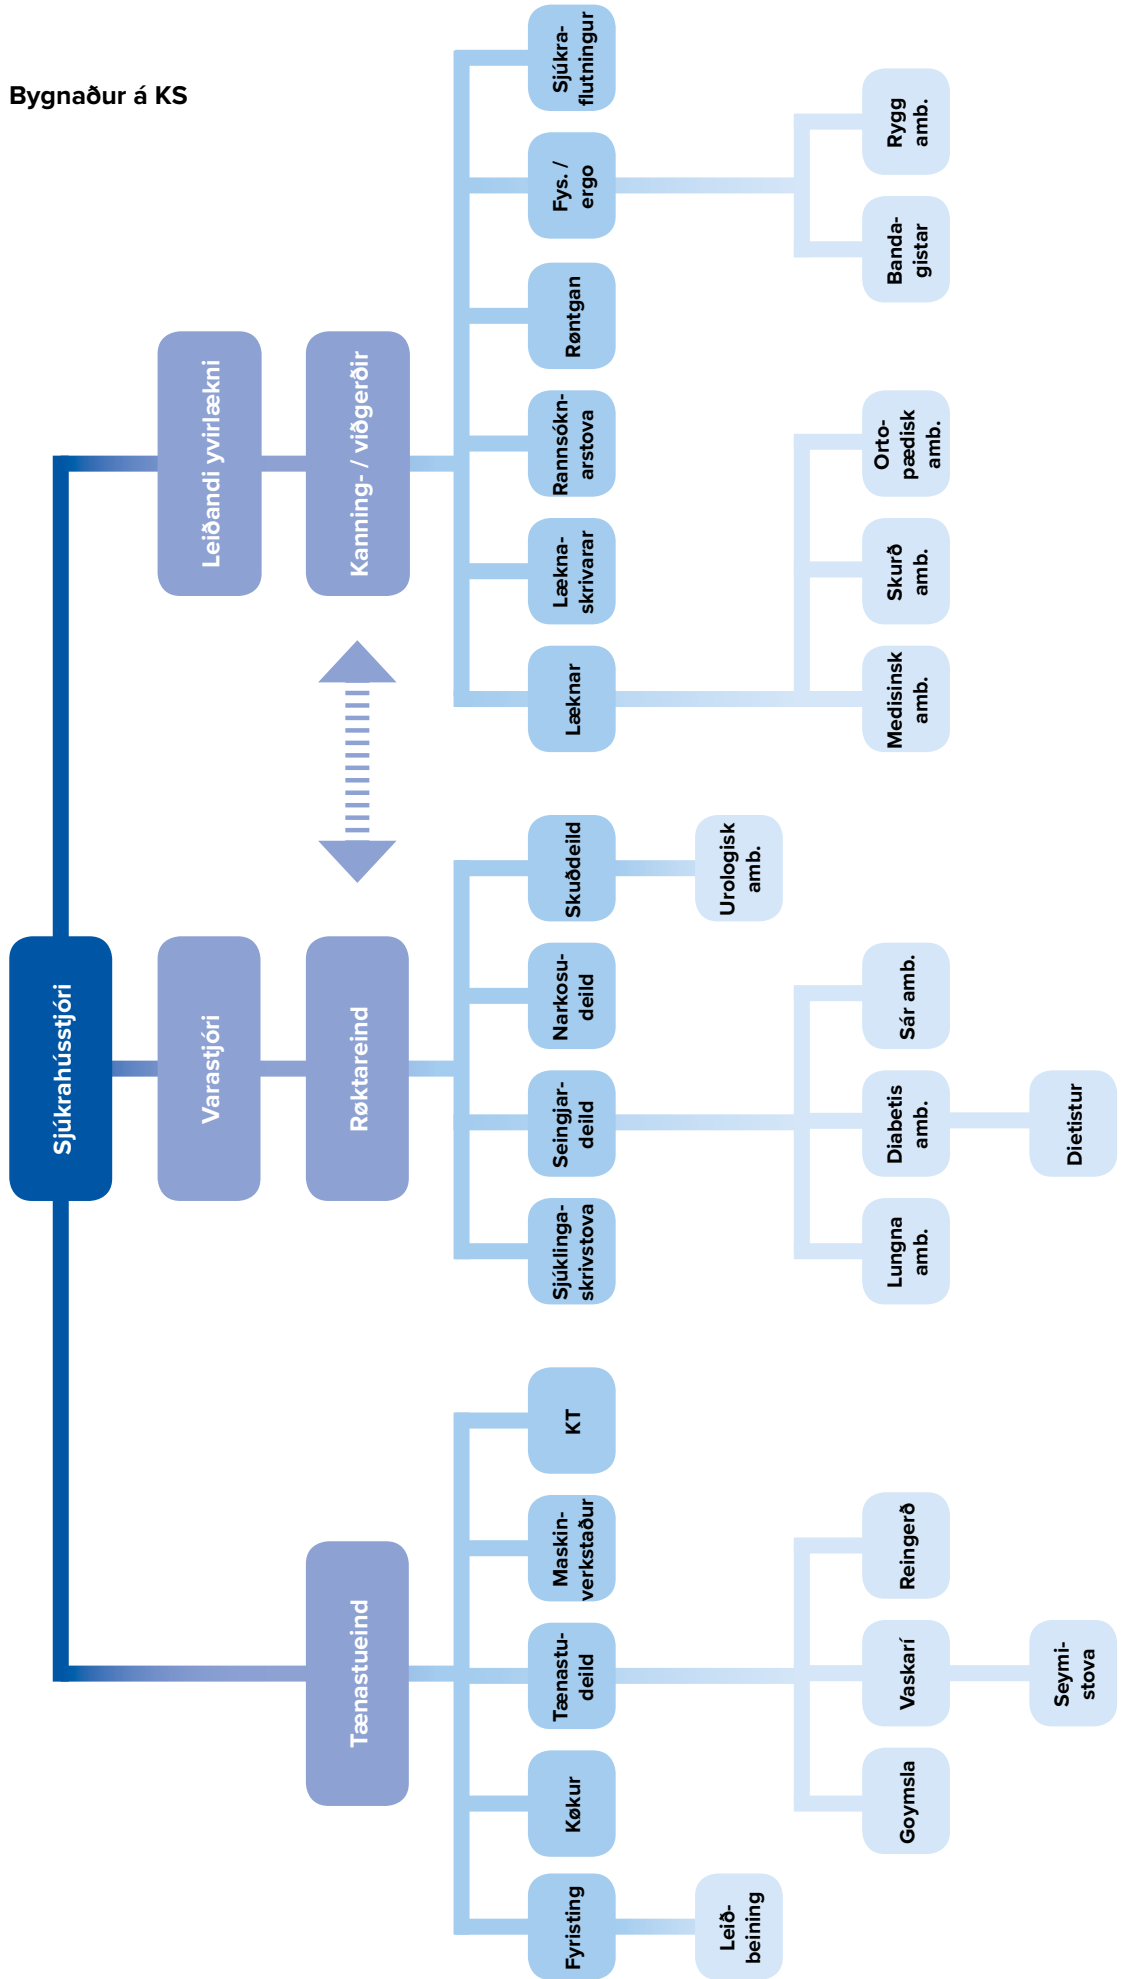 Bygnaður á KS
Sjúkrahússtjóri
Varastjóri
Leiðandi yvirlækni
Tænastueind
Røktareind
Kanning- / viðgerðir
Fyristing
Køkur
Tænastu-
deild
Maskin-
verkstaður
KT
Sjúklinga-
skrivstova
Seingjar-
deild
Narkosu-
deild
Skuðdeild
Læknar
Lækna-
skrivarar
Rannsókn-
arstova
Røntgan
Fys. /
ergo
Sjúkra-
flutningur
Leið-
beining
Urologisk
amb.
Goymsla
Vaskarí
Reingerð
Lungna
amb.
Diabetis
amb.
Sár amb.
Medisinsk
amb.
Skurð
amb.
Orto-
pædisk
amb.
Banda-
gistar
Rygg
amb.
Seymi-
stova
Dietistur